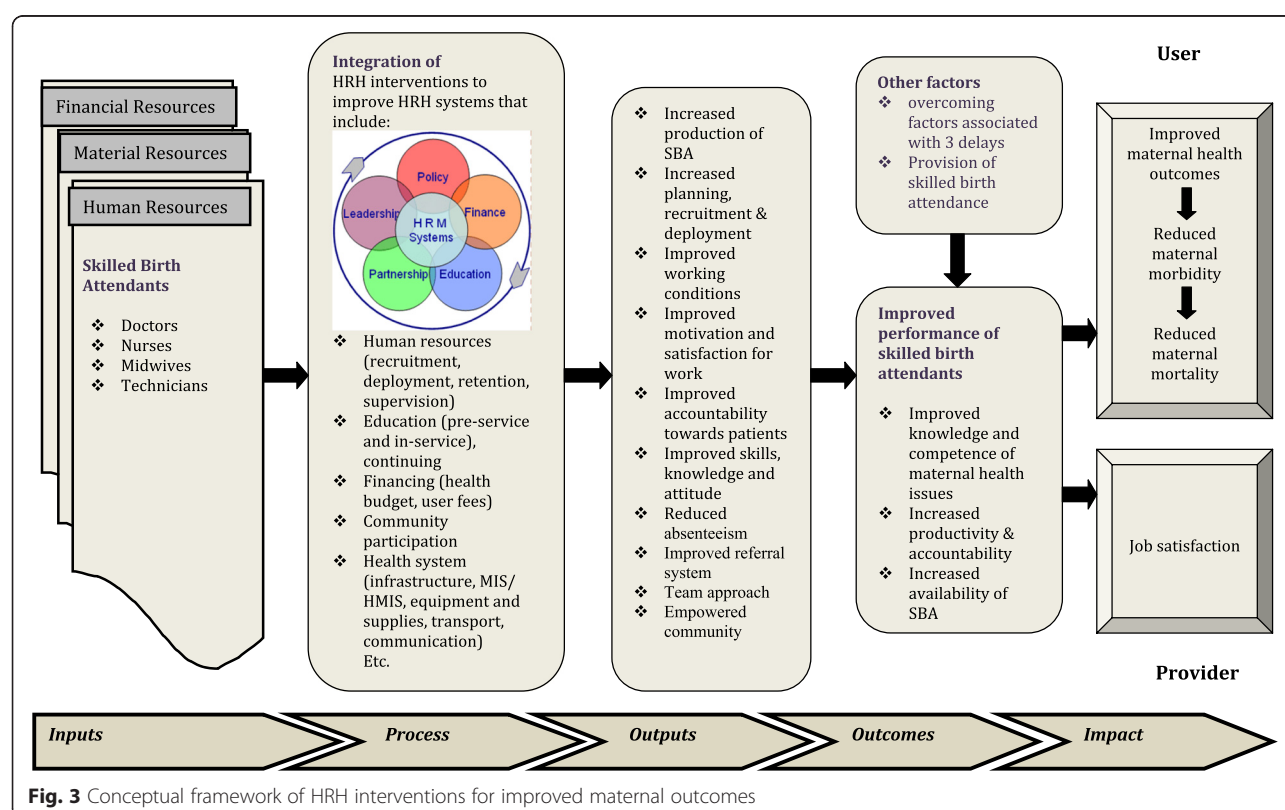 Financial Resources
Material Resources
Human Resources
Skilled Birth
Attendants
❖ Doctors
❖ Nurses
❖ Midwives
❖ Technicians
Integration of
HRH interventions to
improve HRH systems that
include:
Policy
Leadership
Finance
H R M
Systems
Partnership
Education
❖ Human resources
(recruitment,
deployment, retention,
supervision)
❖ Education (pre-service
and in-service),
continuing
❖ Financing (health
budget, user fees)
❖ Community
participation
❖ Health system
(infrastructure, MIS/
HMIS, equipment and
supplies, transport,
communication)
Etc.
❖ Increased
production of
SBA
❖ Increased
planning,
recruitment &
deployment
❖ Improved
working
conditions
❖ Improved
motivation and
satisfaction for
work
❖ Improved
accountability
towards patients
❖ Improved skills,
knowledge and
attitude
❖ Reduced
absenteeism
❖ Improved referral
system
❖ Team approach
❖ Empowered
community
Other factors
❖ overcoming
factors associated
with 3 delays
❖ Provision of
skilled birth
attendance
Improved
performance of
skilled birth
attendants
❖ Improved
knowledge and
competence of
maternal health
issues
❖ Increased
productivity &
accountability
❖ Increased
availability of
SBA
User
Improved
maternal health
outcomes
Reduced
maternal
morbidity
Reduced
maternal
mortality
Job satisfaction
Provider
Inputs
Process
Outputs
Outcomes
Impact
Fig. 3 Conceptual framework of HRH interventions for improved maternal outcomes